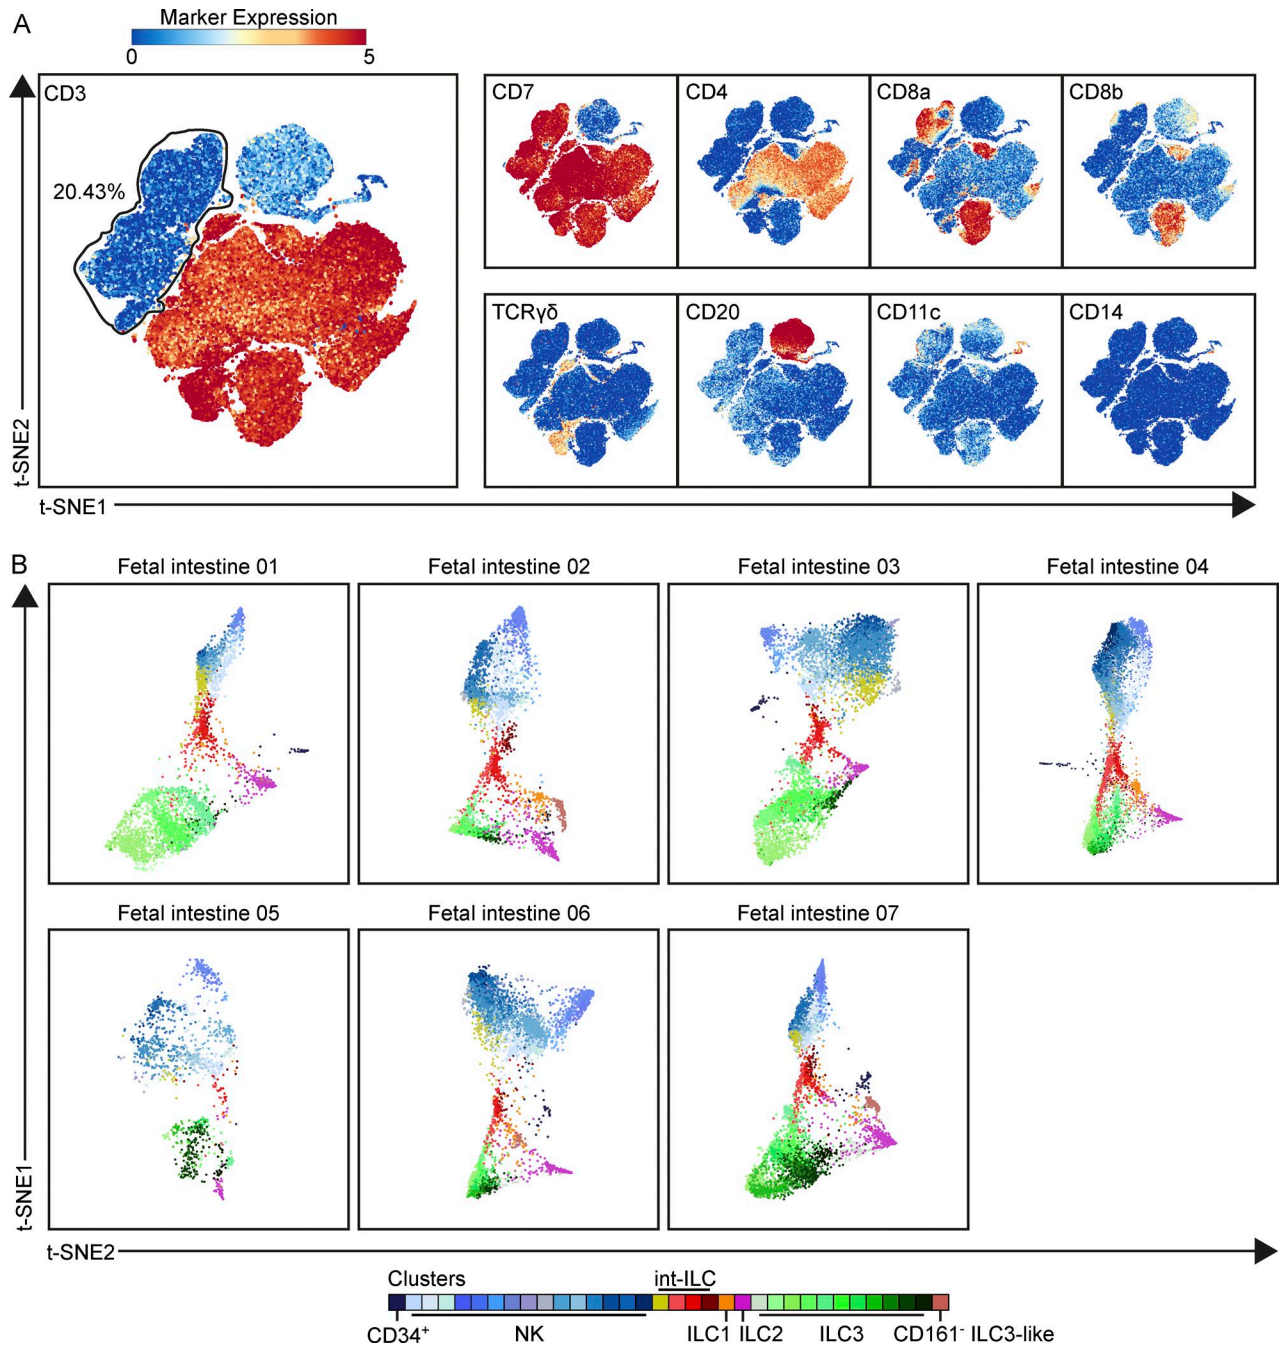 A
Marker Expression
0 5
CD3
20.43%
CD7 CD4 CD8a CD8b
TCRγδ CD20 CD11c CD14
t-SNE2
t-SNE1
B
Fetal intestine 01 Fetal intestine 02 Fetal intestine 03 Fetal intestine 04
Fetal intestine 05 Fetal intestine 06 Fetal intestine 07
t-SNE1
t-SNE2
Clusters int-ILC
CD34⁺ NK ILC1 ILC2 ILC3 CD161⁻ ILC3-like